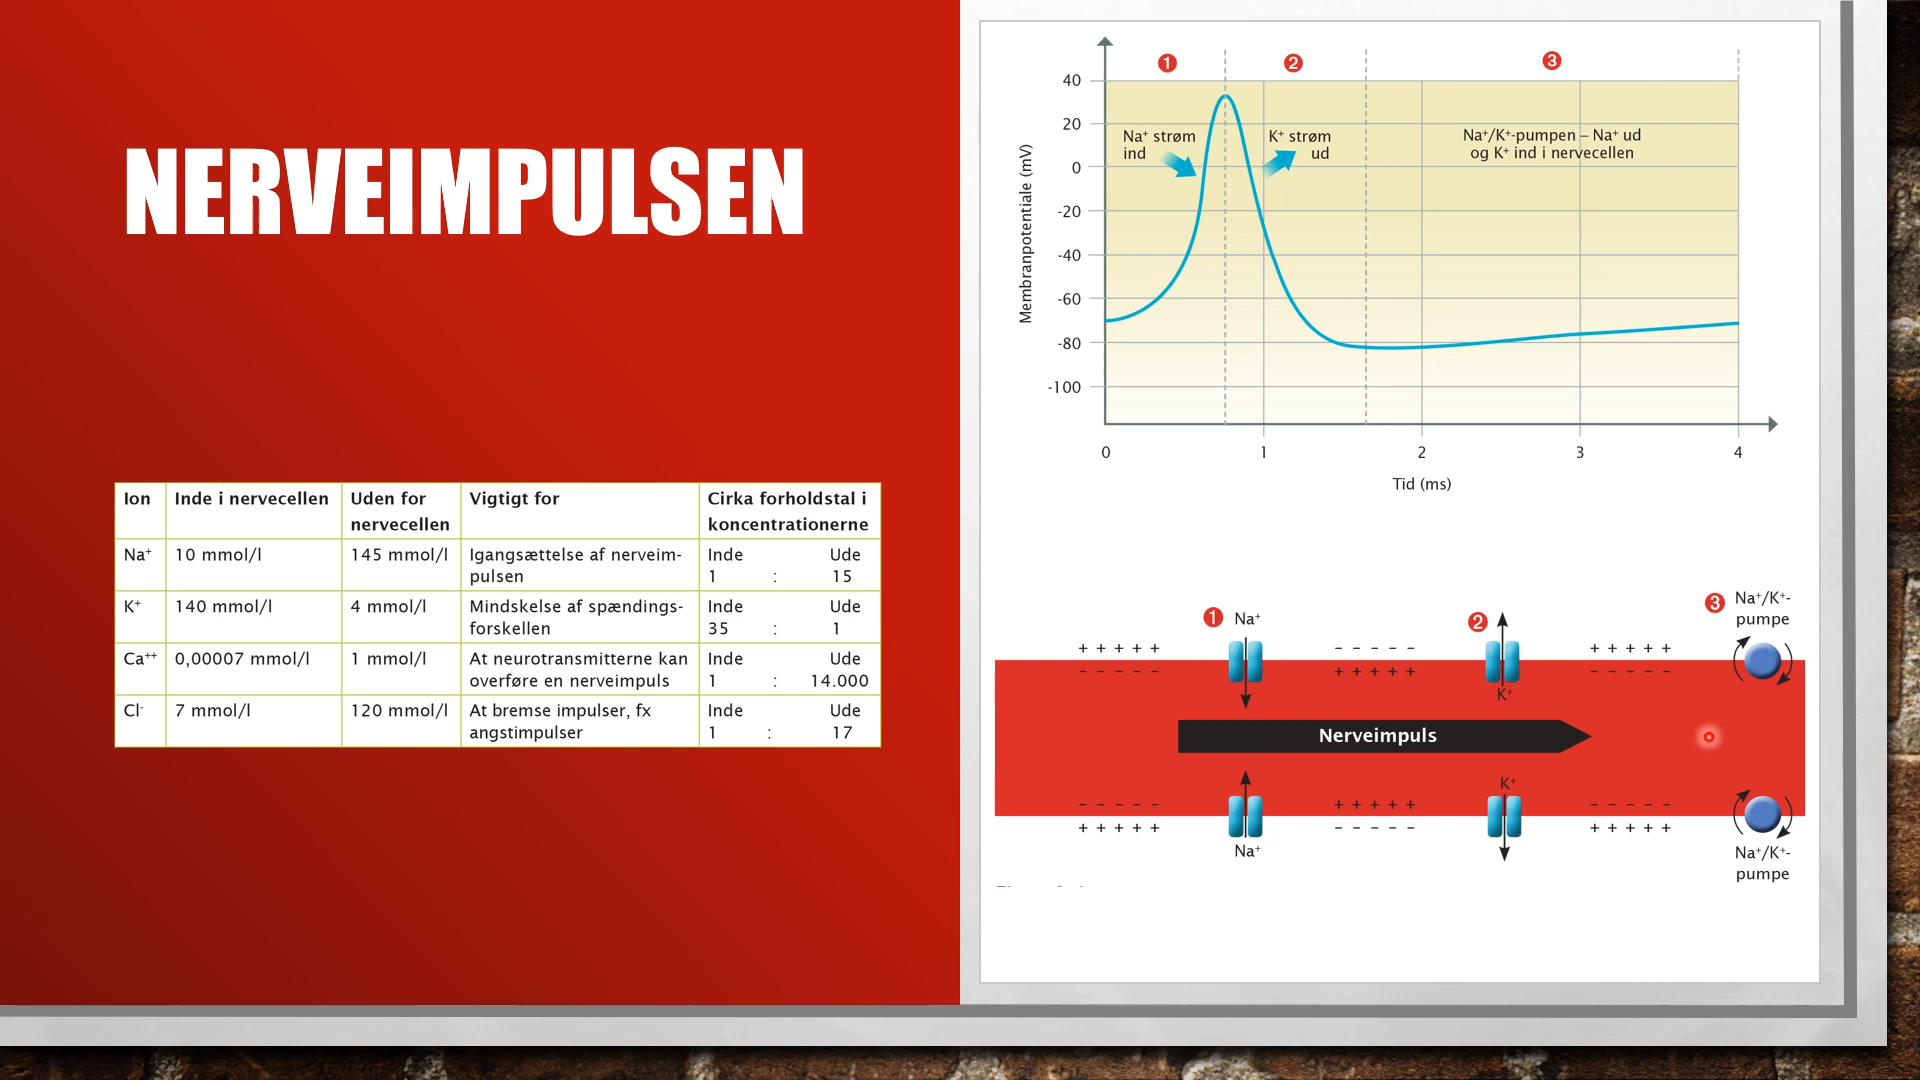 NERVEIMPULSEN
Ion Inde i nervecellen Uden for nervecellen Vigtigt for Cirka forholdstal i koncentrationerne
Na⁺ 10 mmol/l 145 mmol/l Igangsættelse af nerveim- Inde Ude
pulsen 1 : 15
K⁺ 140 mmol/l 4 mmol/l Mindskelse af spændings- Inde Ude
forskellen 35 : 1
Ca⁺⁺ 0,00007 mmol/l 1 mmol/l At neurotransmitterne kan Inde Ude
overføre en nerveimpuls 1 : 14.000
Cl⁻ 7 mmol/l 120 mmol/l At bremse impulser, fx Inde Ude
angstimpulser 1 : 17
1 2 3
40
20
0
-20
-40
-60
-80
-100
Membranpotentiale (mV)
Na⁺ strøm
ind
K⁺ strøm
ud
Na⁺/K⁺-pumpen – Na⁺ ud
og K⁺ ind i nervecellen
0 1 2 3 4
Tid (ms)
1 Na⁺
2
3 Na⁺/K⁺-
pumpe
+ + + + + - - - - - + + + + +
- - - - - + + + + + - - - - -
K⁺
Nerveimpuls
K⁺
- - - - - + + + + + - - - - -
+ + + + + - - - - - + + + + +
Na⁺
Na⁺/K⁺-
pumpe